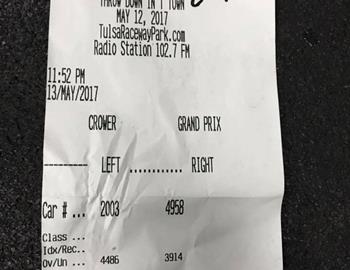 THROW DOWN IN T TOWN
MAY 12, 2017
TulsaRacewayPark.com
Radio Station 102.7 FM
11:52 PM
13/MAY/2017
CROWER GRAND PRIX
---------- LEFT ............ RIGHT
Car # ... 2003 4958
Class ...
Idx/Rec..
Ov/Un ... 4486 3914